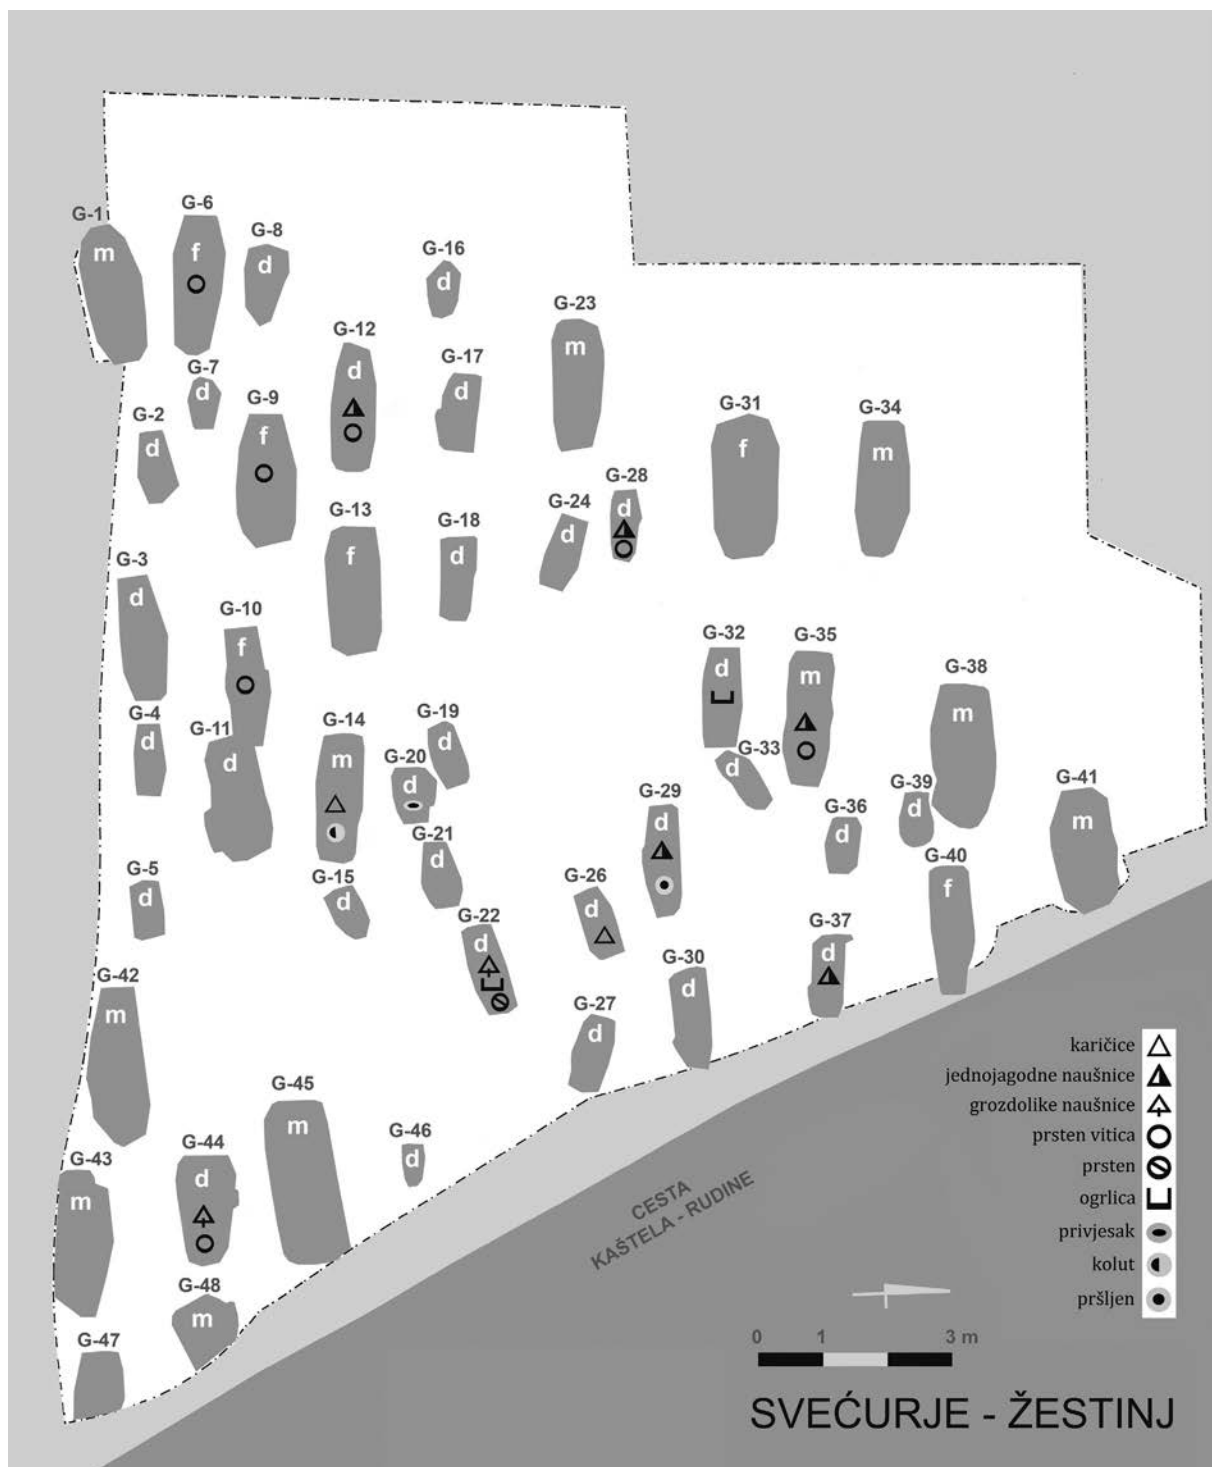 G-1
m
G-6
f
G-8
d
G-16
d
G-23
m
G-12
d
G-17
d
G-7
d
G-2
d
G-9
f
G-31
f
G-34
m
G-28
d
G-24
d
G-13
f
G-18
d
G-3
d
G-10
f
G-32
d
G-35
m
G-38
m
G-4
d
G-11
d
G-14
m
G-19
d
G-20
d
G-33
d
G-29
d
G-39
d
G-41
m
G-36
d
G-21
d
G-40
f
G-5
d
G-15
d
G-26
d
G-22
d
G-37
d
G-30
d
G-42
m
G-27
d
G-45
m
G-46
d
G-44
d
G-43
m
G-48
m
G-47
karičice
jednojagodne naušnice
grozdolike naušnice
prsten vitica
prsten
ogrlica
privjesak
kolut
pršljen
CESTA
KAŠTELA - RUDINE
0 1 3 m
SVEĆURJE - ŽESTINJ